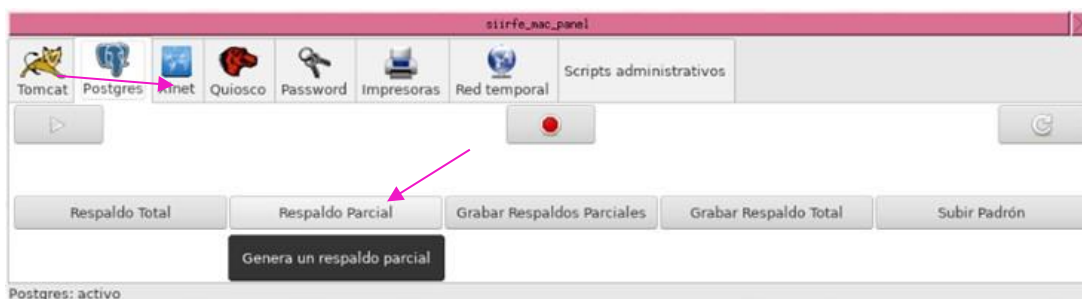 siirfe_mac_panel
Tomcat Postgres Quiosco Password Impresoras Red temporal Scripts administrativos
Respaldo Total Respaldo Parcial Grabar Respaldos Parciales Grabar Respaldo Total Subir Padrón
Genera un respaldo parcial
Postgres: activo